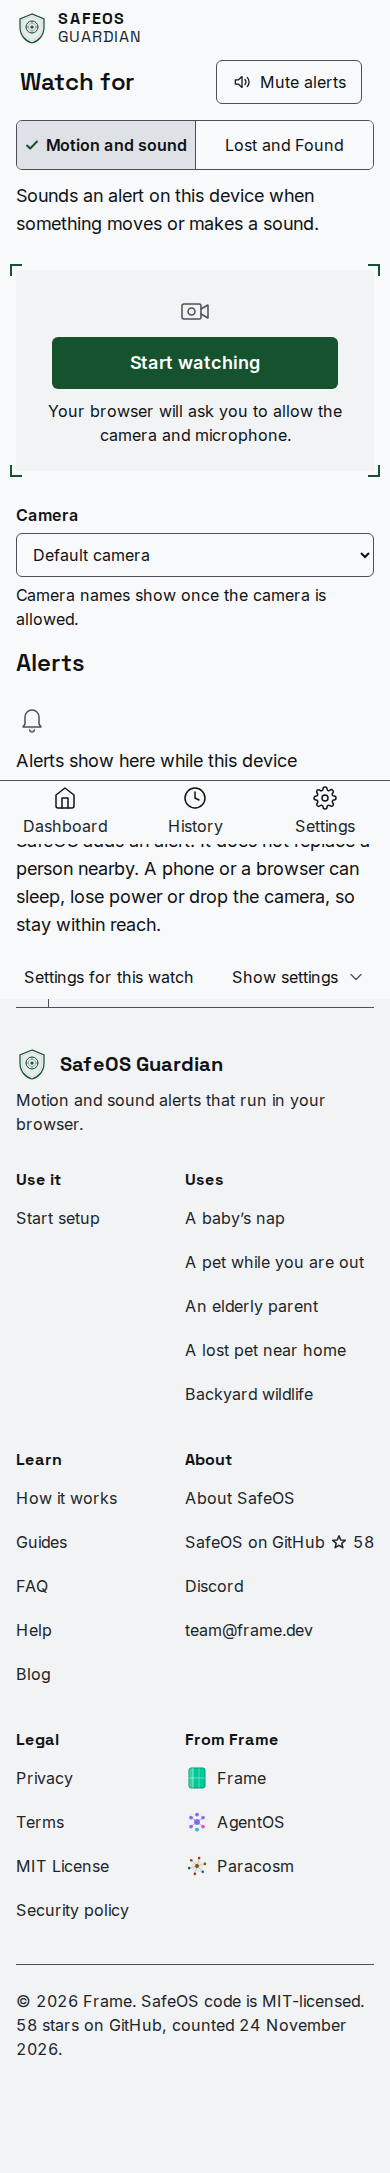 SAFEOS
GUARDIAN
Watch for
Mute alerts
Motion and sound
Lost and Found
Sounds an alert on this device when
something moves or makes a sound.
Start watching
Your browser will ask you to allow the
camera and microphone.
Camera
Default camera
Camera names show once the camera is
allowed.
Alerts
Alerts show here while this device
Dashboard
History
Settings
SafeOS adds an alert. It does not replace a
person nearby. A phone or a browser can
sleep, lose power or drop the camera, so
stay within reach.
Settings for this watch
Show settings
SafeOS Guardian
Motion and sound alerts that run in your
browser.
Use it
Start setup
Uses
A baby’s nap
A pet while you are out
An elderly parent
A lost pet near home
Backyard wildlife
Learn
How it works
Guides
FAQ
Help
Blog
About
About SafeOS
SafeOS on GitHub ☆ 58
Discord
team@frame.dev
Legal
Privacy
Terms
MIT License
Security policy
From Frame
Frame
AgentOS
Paracosm
© 2026 Frame. SafeOS code is MIT-licensed.
58 stars on GitHub, counted 24 November
2026.